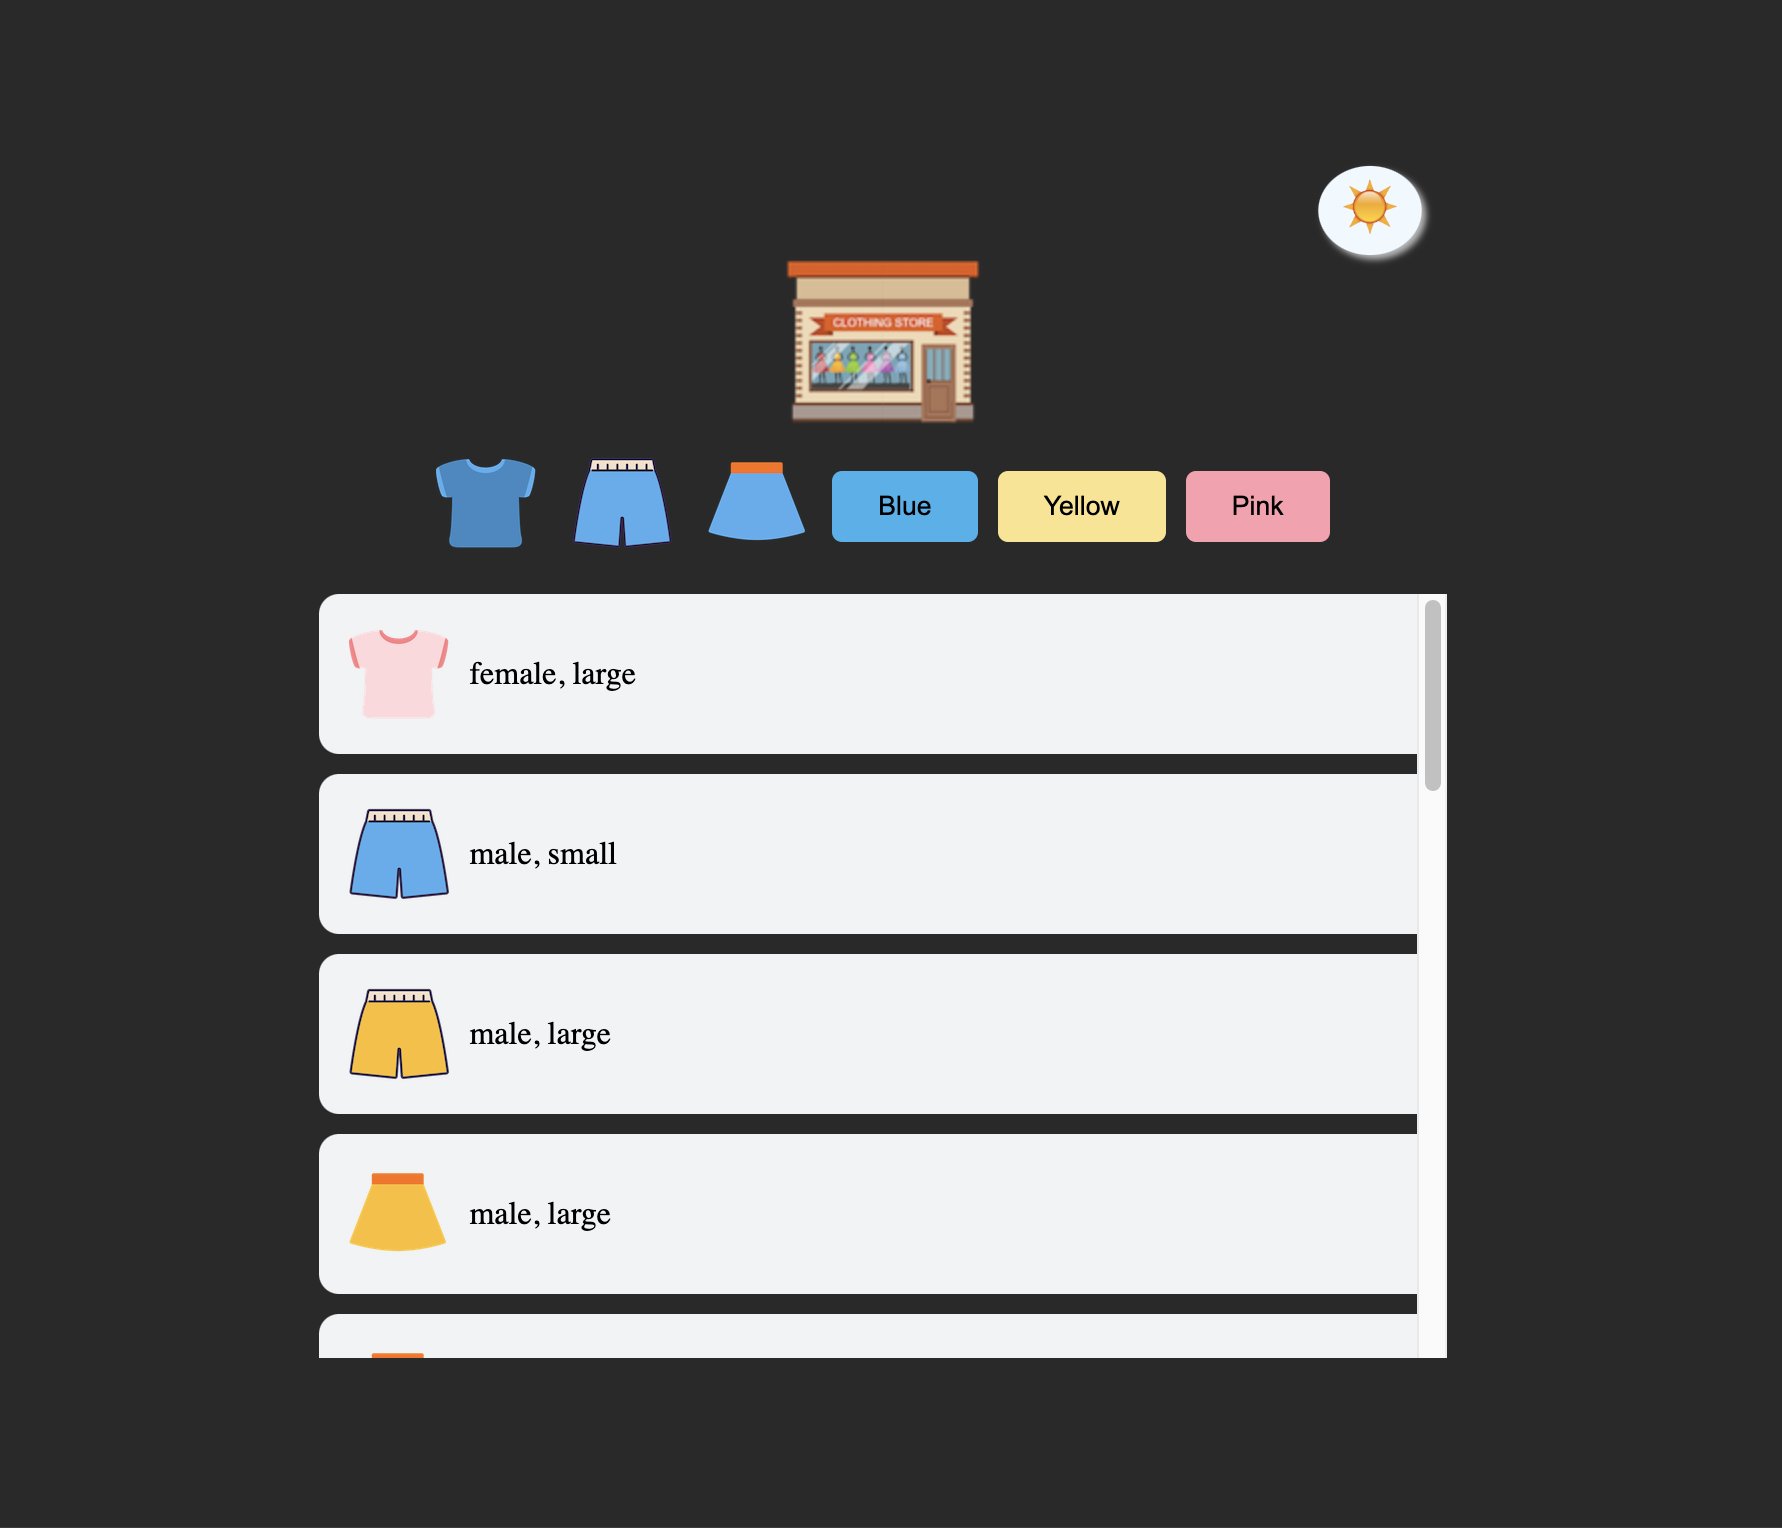 CLOTHING STORE
Blue
Yellow
Pink
female, large
male, small
male, large
male, large